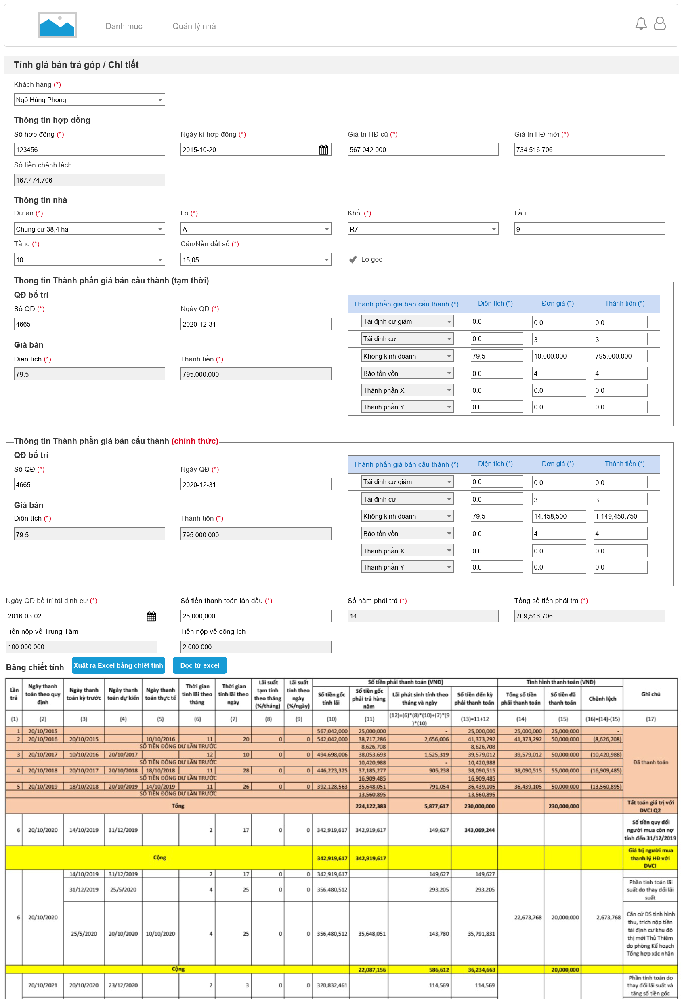 Danh mục Quản lý nhà
Tính giá bán trả góp / Chi tiết
Khách hàng (*)
Ngô Hùng Phong
Thông tin hợp đồng
Số hợp đồng (*) Ngày kí hợp đồng (*) Giá trị HĐ cũ (*) Giá trị HĐ mới (*)
123456 2015-10-20 567.042.000 734.516.706
Số tiền chênh lệch
167.474.706
Thông tin nhà
Dự án (*) Lô (*) Khối (*) Lầu
Chung cư 38,4 ha A R7 9
Tầng (*) Căn/Nền đất số (*)
10 15,05 Lô góc
Thông tin Thành phần giá bán cấu thành (tạm thời)
QĐ bố trí
Số QĐ (*) Ngày QĐ (*)
4665 2020-12-31
Giá bán
Diện tích (*) Thành tiền (*)
79.5 795.000.000
Thành phần giá bán cấu thành (*) Diện tích (*) Đơn giá (*) Thành tiền (*)
Tái định cư giảm 0.0 0.0 0.0
Tái định cư 0.0 3 3
Không kinh doanh 79,5 10.000.000 795.000.000
Bảo tồn vốn 0.0 4 4
Thành phần X 0.0 0.0 0.0
Thành phần Y 0.0 0.0 0.0
Thông tin Thành phần giá bán cấu thành (chính thức)
QĐ bố trí
Số QĐ (*) Ngày QĐ (*)
4665 2020-12-31
Giá bán
Diện tích (*) Thành tiền (*)
79.5 795.000.000
Thành phần giá bán cấu thành (*) Diện tích (*) Đơn giá (*) Thành tiền (*)
Tái định cư giảm 0.0 0.0 0.0
Tái định cư 0.0 3 3
Không kinh doanh 79,5 14,458,500 1,149,450,750
Bảo tồn vốn 0.0 4 4
Thành phần X 0.0 0.0 0.0
Thành phần Y 0.0 0.0 0.0
Ngày QĐ bố trí tái định cư (*) Số tiền thanh toán lần đầu (*) Số năm phải trả (*) Tổng số tiền phải trả (*)
2016-03-02 25,000,000 14 709,516,706
Tiền nộp về Trung Tâm Tiền nộp về công ích
100.000.000 2.000.000
Bảng chiết tính Xuất ra Excel bảng chiết tính Đọc từ excel
Lần trả Ngày thanh toán theo quy định Ngày thanh toán kỳ trước Ngày thanh toán dự kiến Ngày thanh toán thực tế Thời gian tính lãi theo tháng Thời gian tính lãi theo ngày Lãi suất tạm tính theo tháng (%/tháng) Lãi suất tính theo ngày (%/ngày) Số tiền phải thanh toán (VNĐ) Tình hình thanh toán (VNĐ) Ghi chú
Số tiền gốc tính lãi Số tiền gốc phải trả hàng năm Lãi phát sinh tính theo tháng và ngày Số tiền đến kỳ phải thanh toán Tổng số tiền phải thanh toán Số tiền đã thanh toán Chênh lệch
(1) (2) (3) (4) (5) (6) (7) (8) (9) (10) (11) (12)=(6)*(8)*(10)+(7)*(9)*(10) (13)=11+12 (14) (15) (16)=(14)-(15) (17)
1 20/10/2015 567,042,000 25,000,000 - 25,000,000 25,000,000 25,000,000 -
2 20/10/2016 20/10/2015 10/10/2016 11 20 0 0 542,042,000 38,717,286 2,656,006 41,373,292 41,373,292 50,000,000 (8,626,708)
SỐ TIỀN ĐÓNG DƯ LẦN TRƯỚC 8,626,708 8,626,708
3 20/10/2017 10/10/2016 20/10/2017 12 10 0 0 494,698,006 38,053,693 1,525,319 39,579,012 39,579,012 50,000,000 (10,420,988)
SỐ TIỀN ĐÓNG DƯ LẦN TRƯỚC 10,420,988 - 10,420,988 Đã thanh toán
4 20/10/2018 20/10/2017 20/10/2018 18/10/2018 11 28 0 0 446,223,325 37,185,277 905,238 38,090,515 38,090,515 55,000,000 (16,909,485)
SỐ TIỀN ĐÓNG DƯ LẦN TRƯỚC 16,909,485 16,909,485
5 20/10/2019 18/10/2018 20/10/2019 14/10/2019 11 26 0 0 392,128,563 35,648,051 791,054 36,439,105 36,439,105 50,000,000 (13,560,895)
SỐ TIỀN ĐÓNG DƯ LẦN TRƯỚC 13,560,895 13,560,895
Tổng 224,122,383 5,877,617 230,000,000 230,000,000 Tất toán giá trị với DVCI Q2
6 20/10/2020 14/10/2019 31/12/2019 2 17 0 0 342,919,617 342,919,617 149,627 343,069,244 Số tiền quy đổi người mua còn nợ tính đến 31/12/2019
Cộng 342,919,617 342,919,617 Giá trị người mua thanh lý HĐ với DVCI
14/10/2019 31/12/2019 2 17 0 0 342,919,617 149,627 149,627
31/12/2019 25/5/2020 4 25 0 0 356,480,512 293,205 293,205 Phần tính toán lãi suất do thay đổi lãi suất
6 20/10/2020 22,673,768 20,000,000 2,673,768
25/5/2020 20/10/2020 10/10/2020 4 25 0 0 356,480,512 35,648,051 143,780 35,791,831 Căn cứ DS tình hình thu, trích nộp tiền tái định cư khu đô thị mới Thủ Thiêm do phòng Kế hoạch Tổng hợp xác nhận
Cộng 22,087,156 586,612 36,234,663 20,000,000
20/10/2021 20/10/2020 23/12/2020 2 3 0 0 320,832,461 114,569 114,569 Phần tính toán do thay đổi lãi suất và tăng số tiền gốc